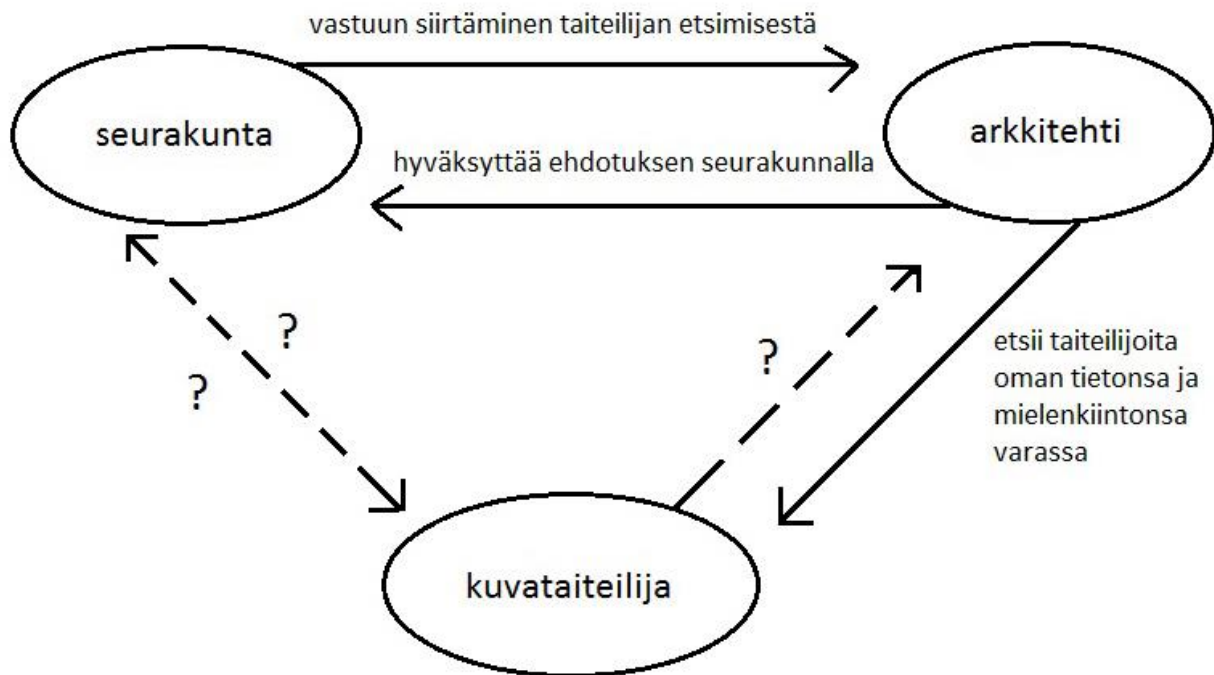 vastuun siirtäminen taiteilijan etsimisestä
seurakunta
arkkitehti
hyväksyttää ehdotuksen seurakunnalla
?
?
?
etsii taiteilijoita
oman tietonsa ja
mielenkiintonsa
varassa
kuvataiteilija